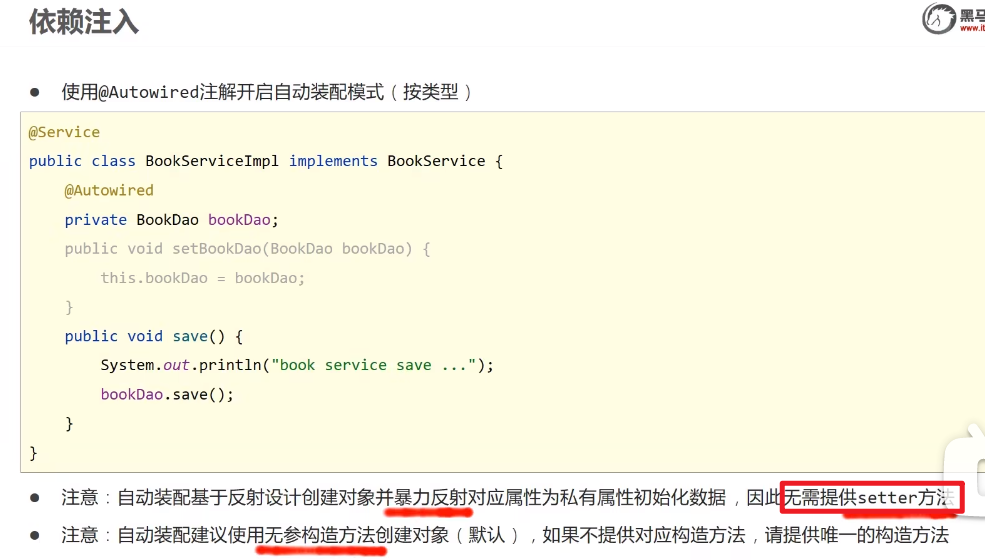 依赖注入
黑马
www.it
● 使用@Autowired注解开启自动装配模式（按类型）
@Service
public class BookServiceImpl implements BookService {
@Autowired
private BookDao bookDao;
public void setBookDao(BookDao bookDao) {
this.bookDao = bookDao;
}
public void save() {
System.out.println("book service save ...");
bookDao.save();
}
}
● 注意：自动装配基于反射设计创建对象并暴力反射对应属性为私有属性初始化数据，因此无需提供setter方法
● 注意：自动装配建议使用无参构造方法创建对象（默认），如果不提供对应构造方法，请提供唯一的构造方法